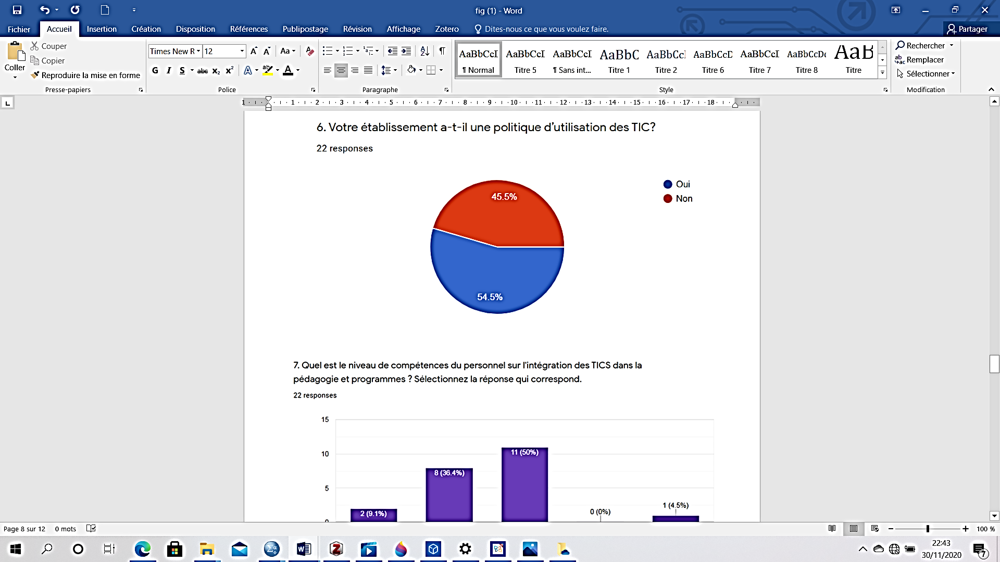 fig (1) - Word
Fichier Accueil Insertion Création Disposition Références Publipostage Révision Affichage Zotero Dites-nous ce que vous voulez faire. Partager
Coller
Couper
Copier
Reproduire la mise en forme
Presse-papiers
Times New R 12
Aa
G I S abc x₂ x² A ab A
Police
Paragraphe
AaBbCcI AaBbCcI AaBbCcI AaBbC AaBbCcI AaBbCcD AaBbCcI AaBbCcDc AaB
¶ Normal Titre 5 ¶ Sans int... Titre 1 Titre 2 Titre 6 Titre 7 Titre 8 Titre
Style
Rechercher
Remplacer
Sélectionner
Modification
L
1 1 2 3 4 5 6 7 8 9 10 11 12 13 14 15 16 17 18
6. Votre établissement a-t-il une politique d’utilisation des TIC?
22 responses
Oui
Non
45.5%
54.5%
7. Quel est le niveau de compétences du personnel sur l'intégration des TICS dans la
pédagogie et programmes ? Sélectionnez la réponse qui correspond.
22 responses
15
10
5
0
2 (9.1%)
8 (36.4%)
11 (50%)
0 (0%)
1 (4.5%)
Page 8 sur 12 0 mots 100 %
22:43
30/11/2020
7